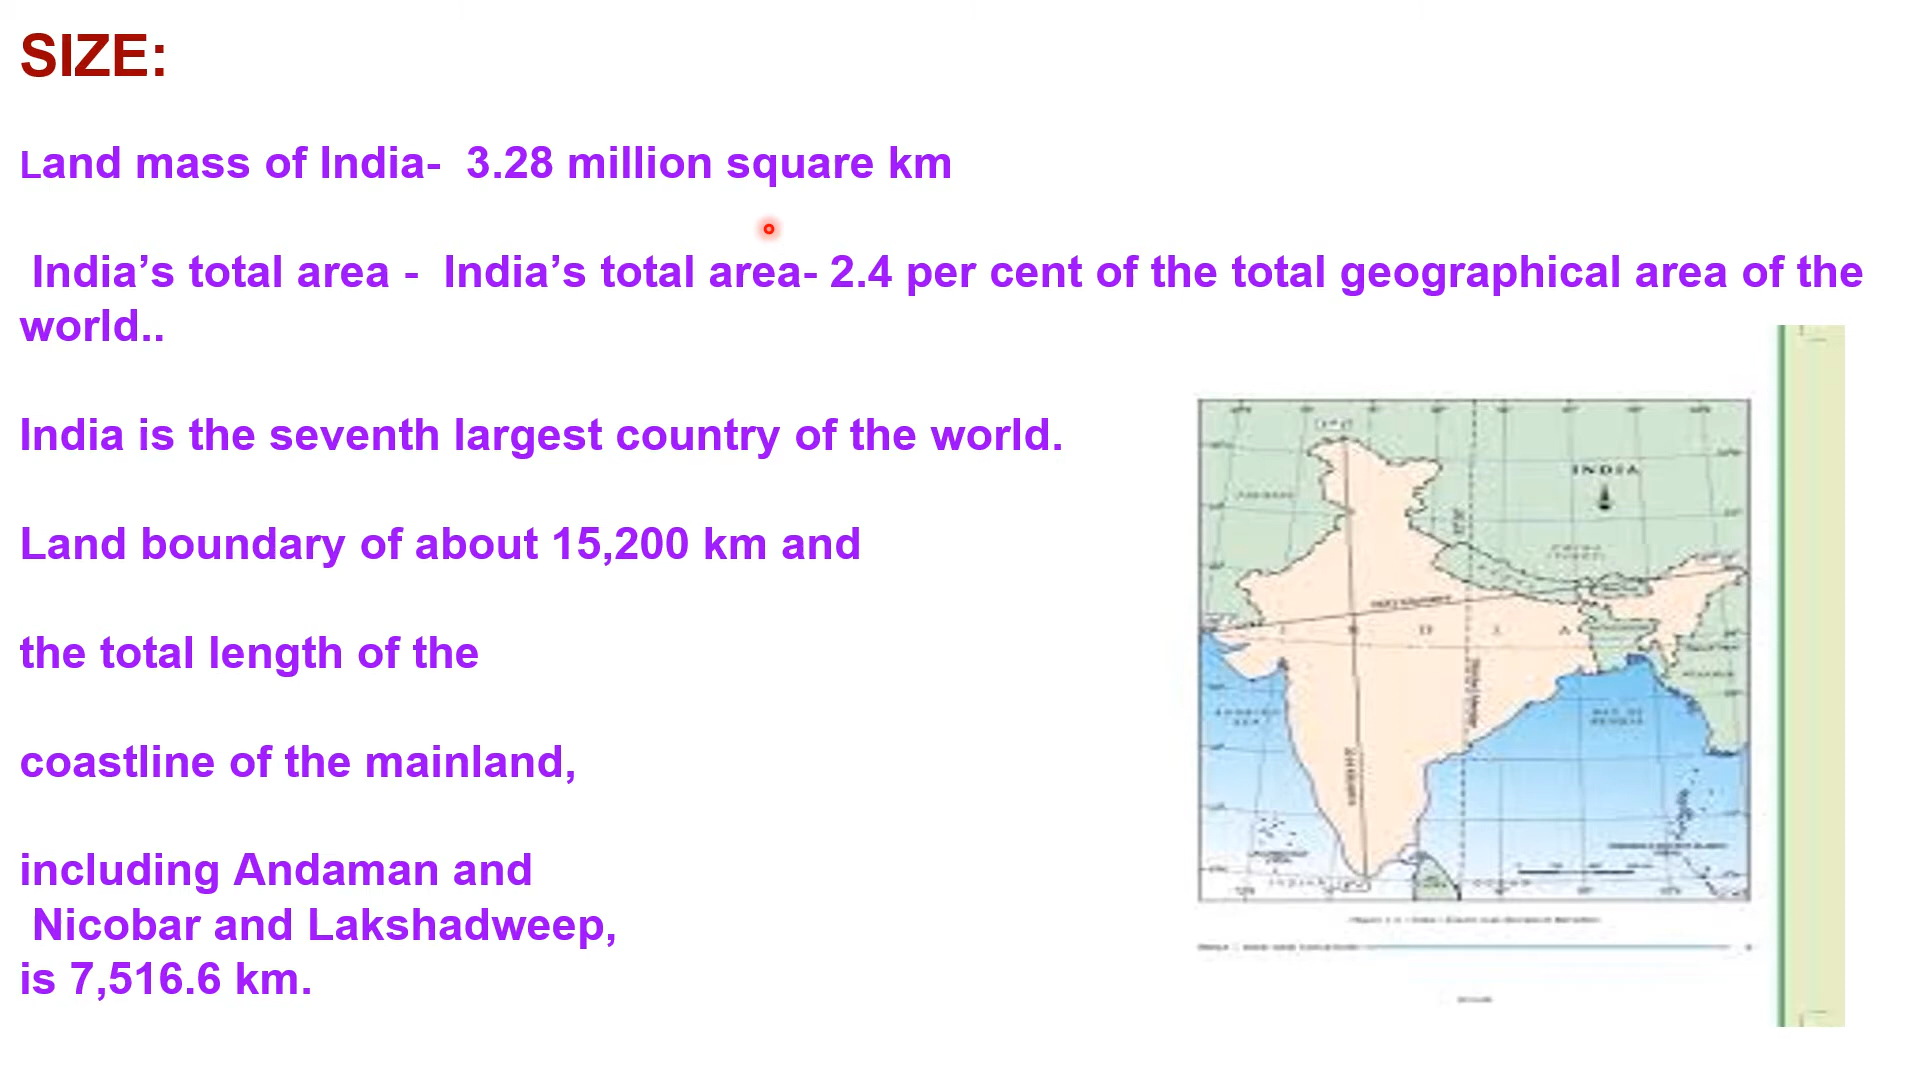 SIZE:
Land mass of India-  3.28 million square km
India’s total area -  India’s total area- 2.4 per cent of the total geographical area of the
world..
India is the seventh largest country of the world.
Land boundary of about 15,200 km and
the total length of the
coastline of the mainland,
including Andaman and
Nicobar and Lakshadweep,
is 7,516.6 km.
INDIA